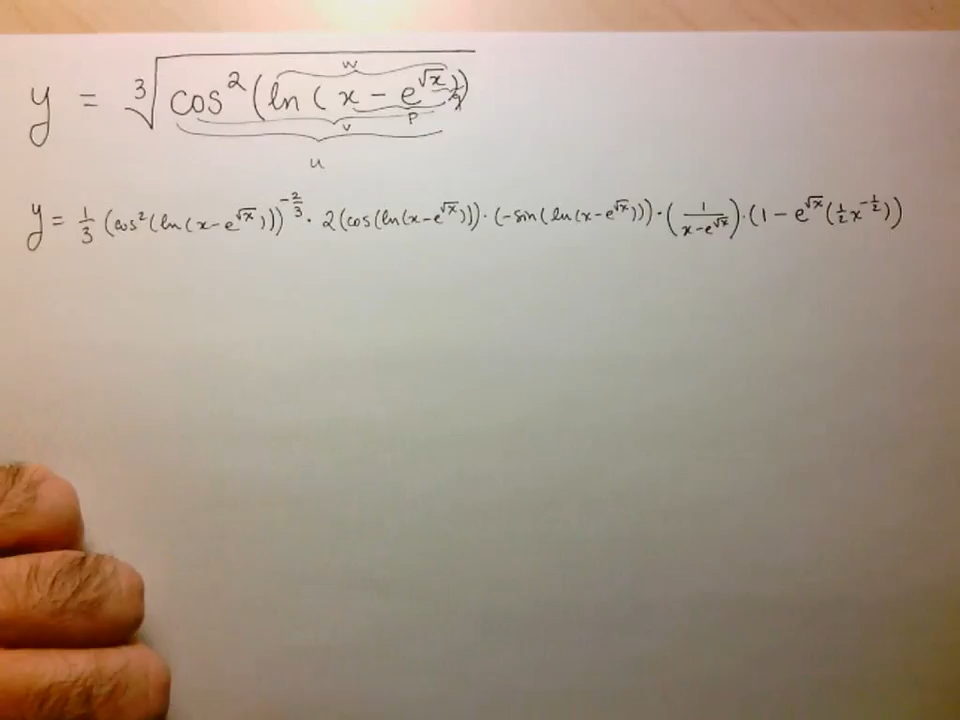 y = ∛(cos²(ln(x − e^√x)))
w
v
p
u
y = 1/3 (cos²(ln(x−e^√x)))^(−2/3) · 2(cos(ln(x−e^√x))) · (−sin(ln(x−e^√x))) · (1/(x−e^√x)) · (1 − e^√x (1/2 x^(−1/2)))